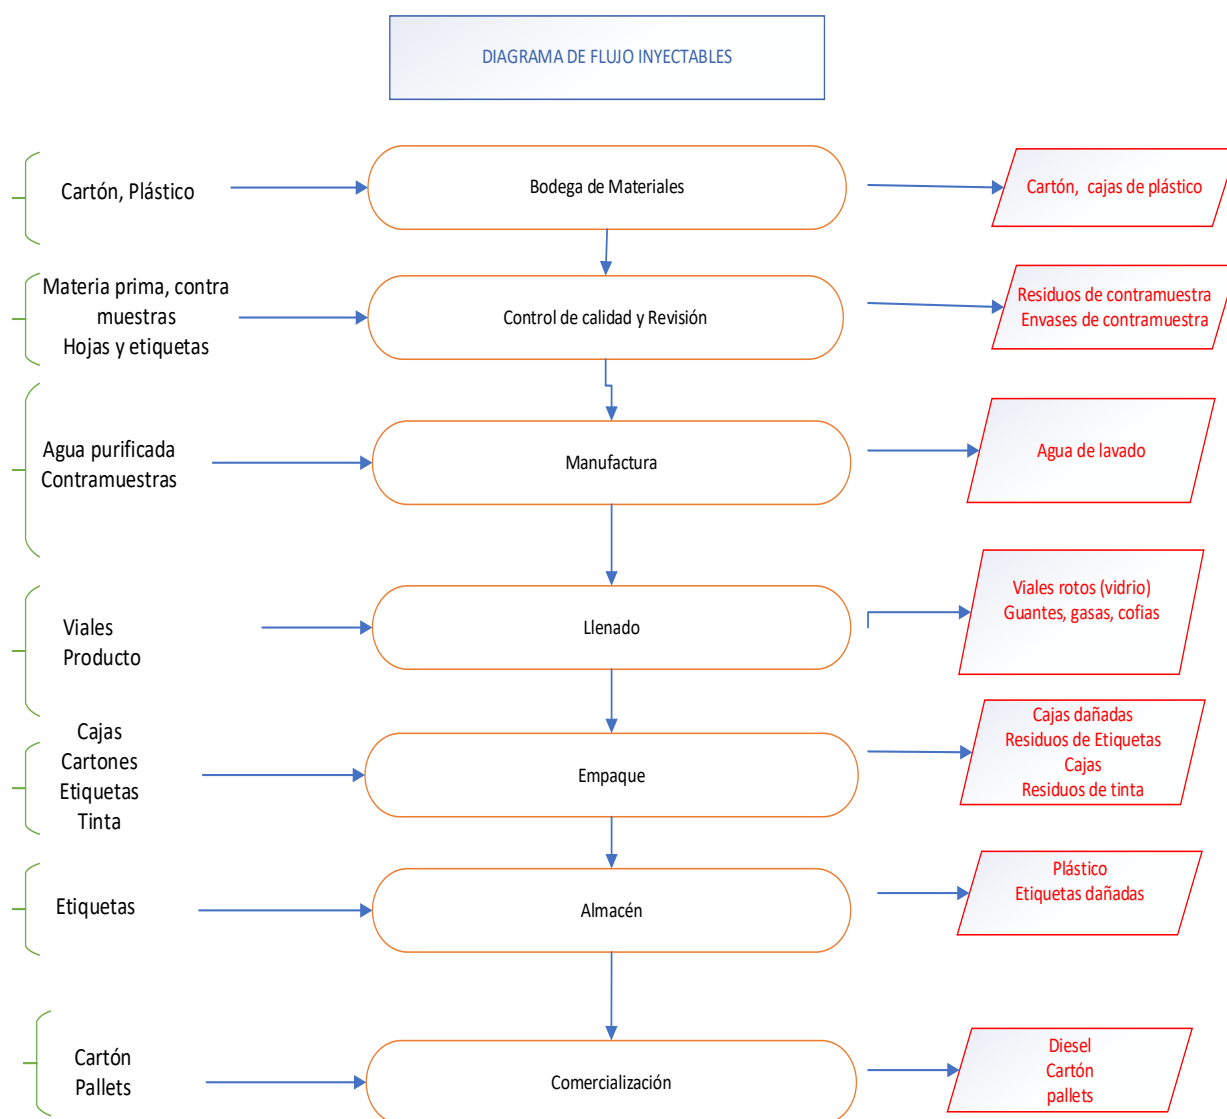 DIAGRAMA DE FLUJO INYECTABLES
Cartón, Plástico
Bodega de Materiales
Cartón, cajas de plástico
Materia prima, contra
muestras
Hojas y etiquetas
Control de calidad y Revisión
Residuos de contramuestra
Envases de contramuestra
Agua purificada
Contramuestras
Manufactura
Agua de lavado
Viales
Producto
Llenado
Viales rotos (vidrio)
Guantes, gasas, cofias
Cajas
Cartones
Etiquetas
Tinta
Empaque
Cajas dañadas
Residuos de Etiquetas
Cajas
Residuos de tinta
Etiquetas
Almacén
Plástico
Etiquetas dañadas
Cartón
Pallets
Comercialización
Diesel
Cartón
pallets